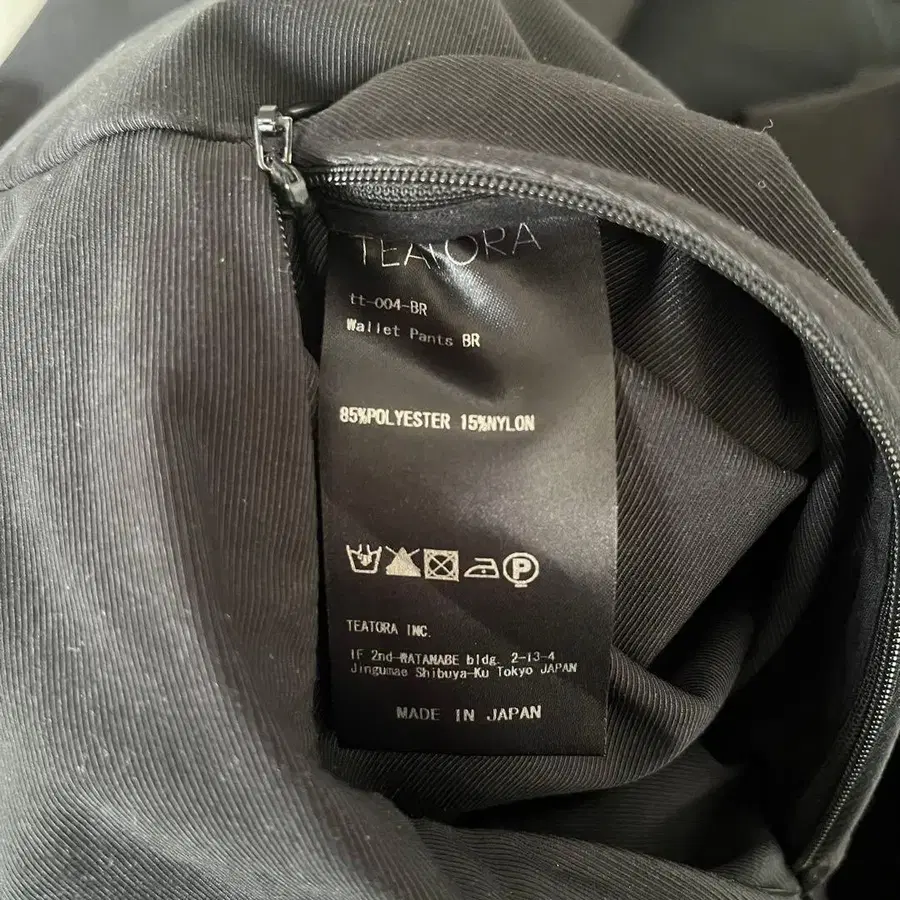 TEATORA
tt-004-BR
Wallet Pants BR
85%POLYESTER 15%NYLON
P
TEATORA INC.
1F 2nd-WATANABE bldg. 2-13-4
Jingumae Shibuya-Ku Tokyo JAPAN
MADE IN JAPAN